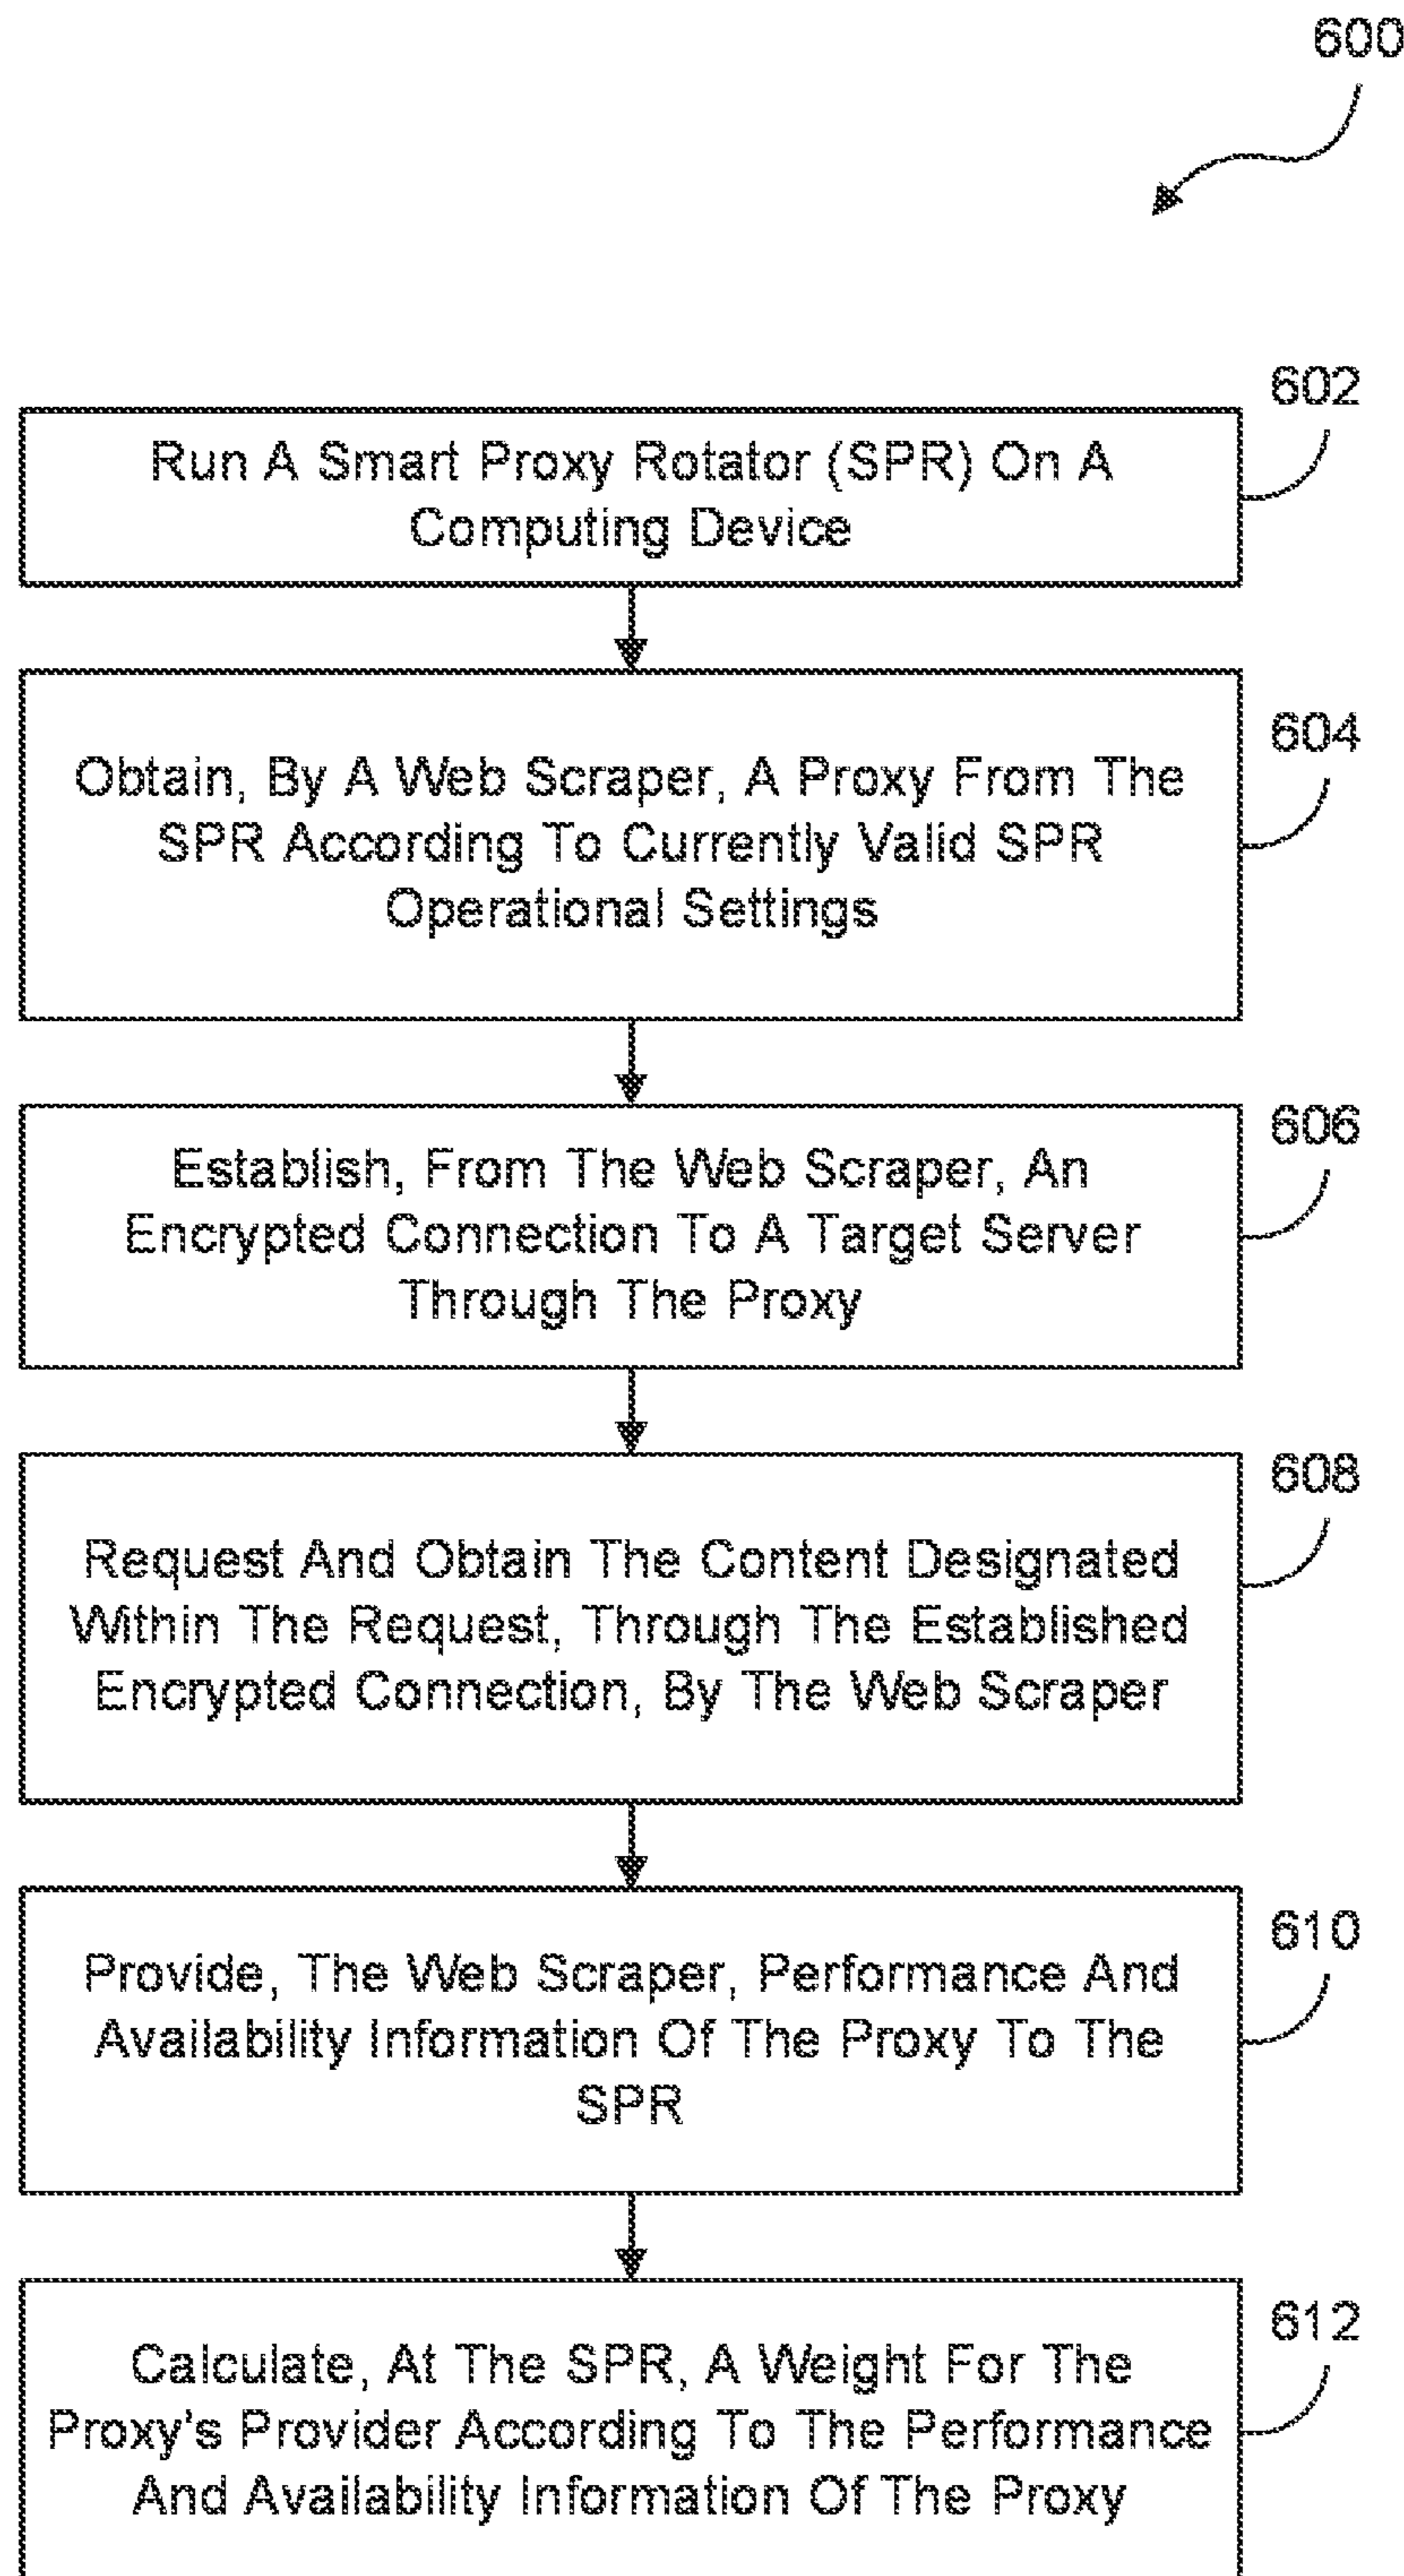 600
602
Run A Smart Proxy Rotator (SPR) On A
Computing Device
604
Obtain, By A Web Scraper, A Proxy From The
SPR According To Currently Valid SPR
Operational Settings
606
Establish, From The Web Scraper, An
Encrypted Connection To A Target Server
Through The Proxy
608
Request And Obtain The Content Designated
Within The Request, Through The Established
Encrypted Connection, By The Web Scraper
610
Provide, The Web Scraper, Performance And
Availability Information Of The Proxy To The
SPR
612
Calculate, At The SPR, A Weight For The
Proxy's Provider According To The Performance
And Availability Information Of The Proxy